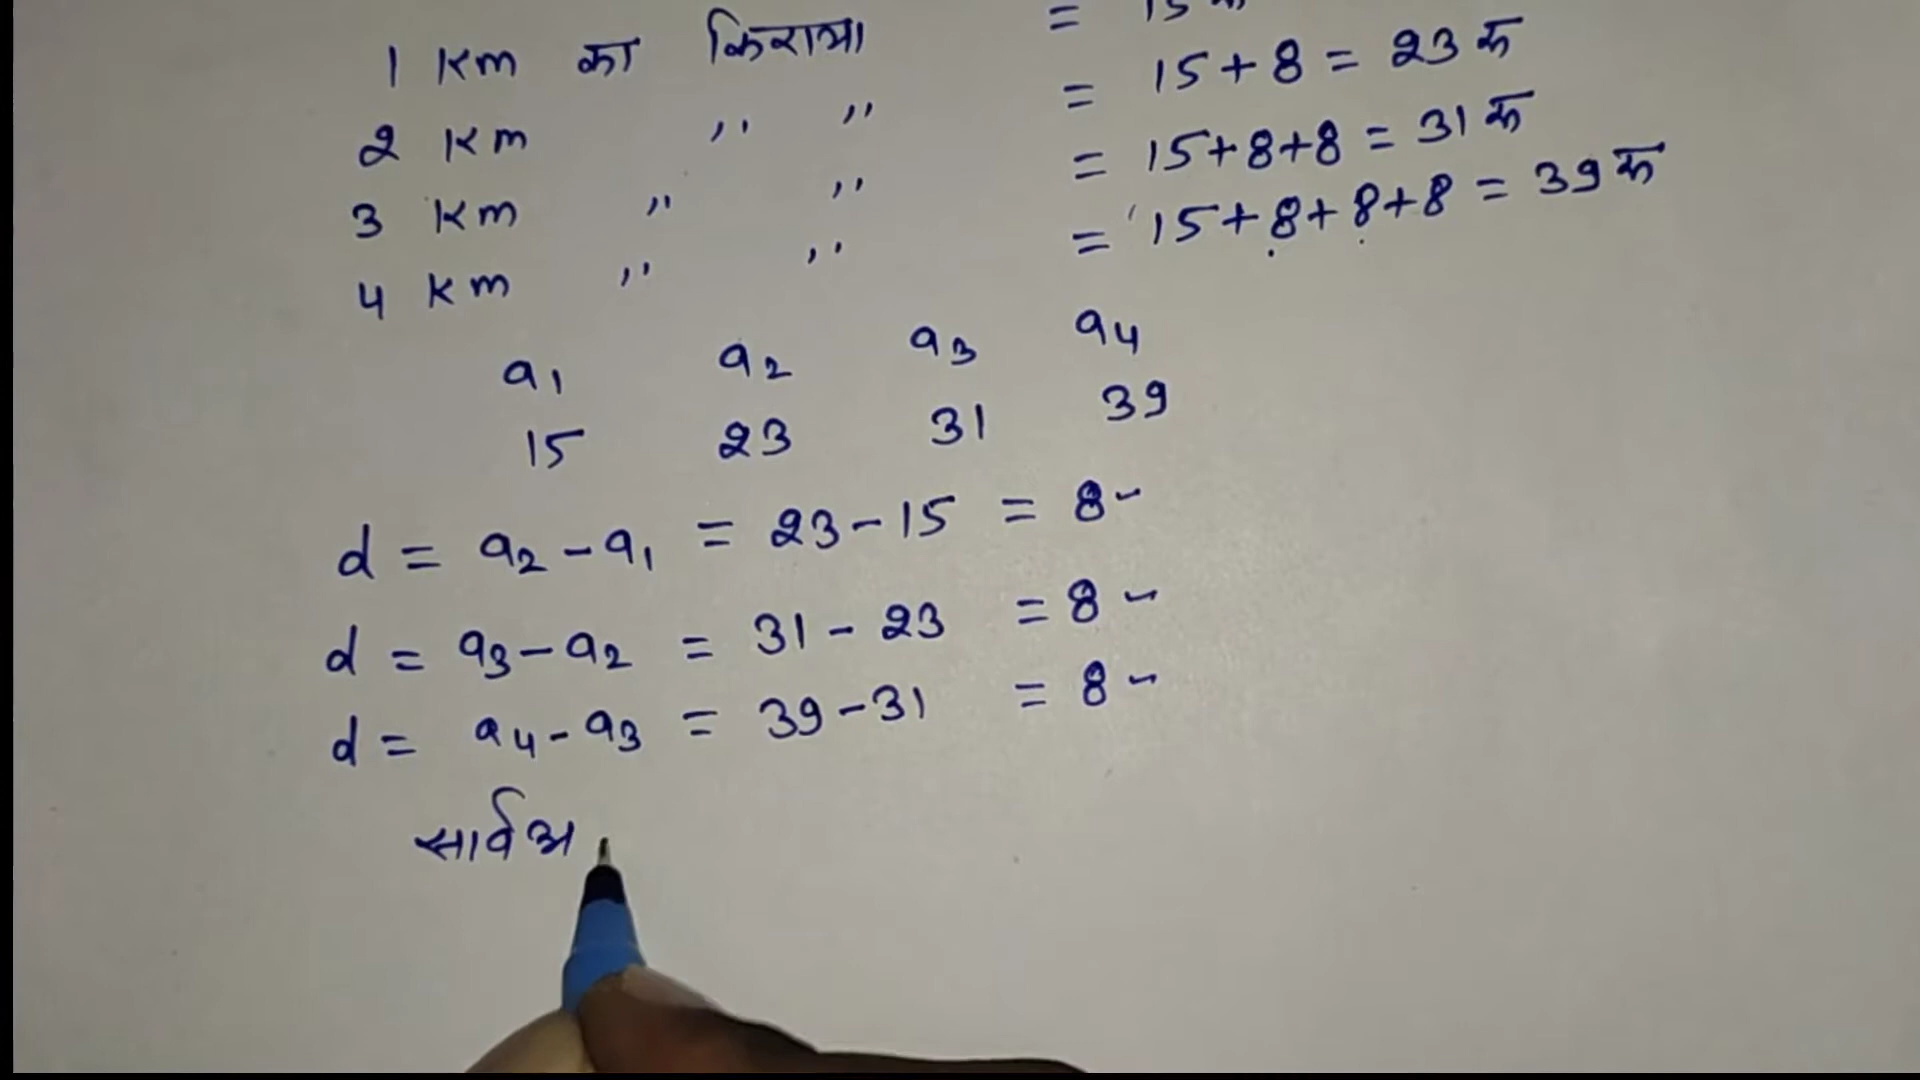 1 Km का किराया = 15
2 Km ,, ,, = 15+8 = 23 रु
3 Km ,, ,, = 15+8+8 = 31 रु
4 Km ,, ,, = 15+8+8+8 = 39 रु
a1 a2 a3 a4
15 23 31 39
d = a2-a1 = 23-15 = 8
d = a3-a2 = 31-23 = 8
d = a4-a3 = 39-31 = 8
सार्वअ